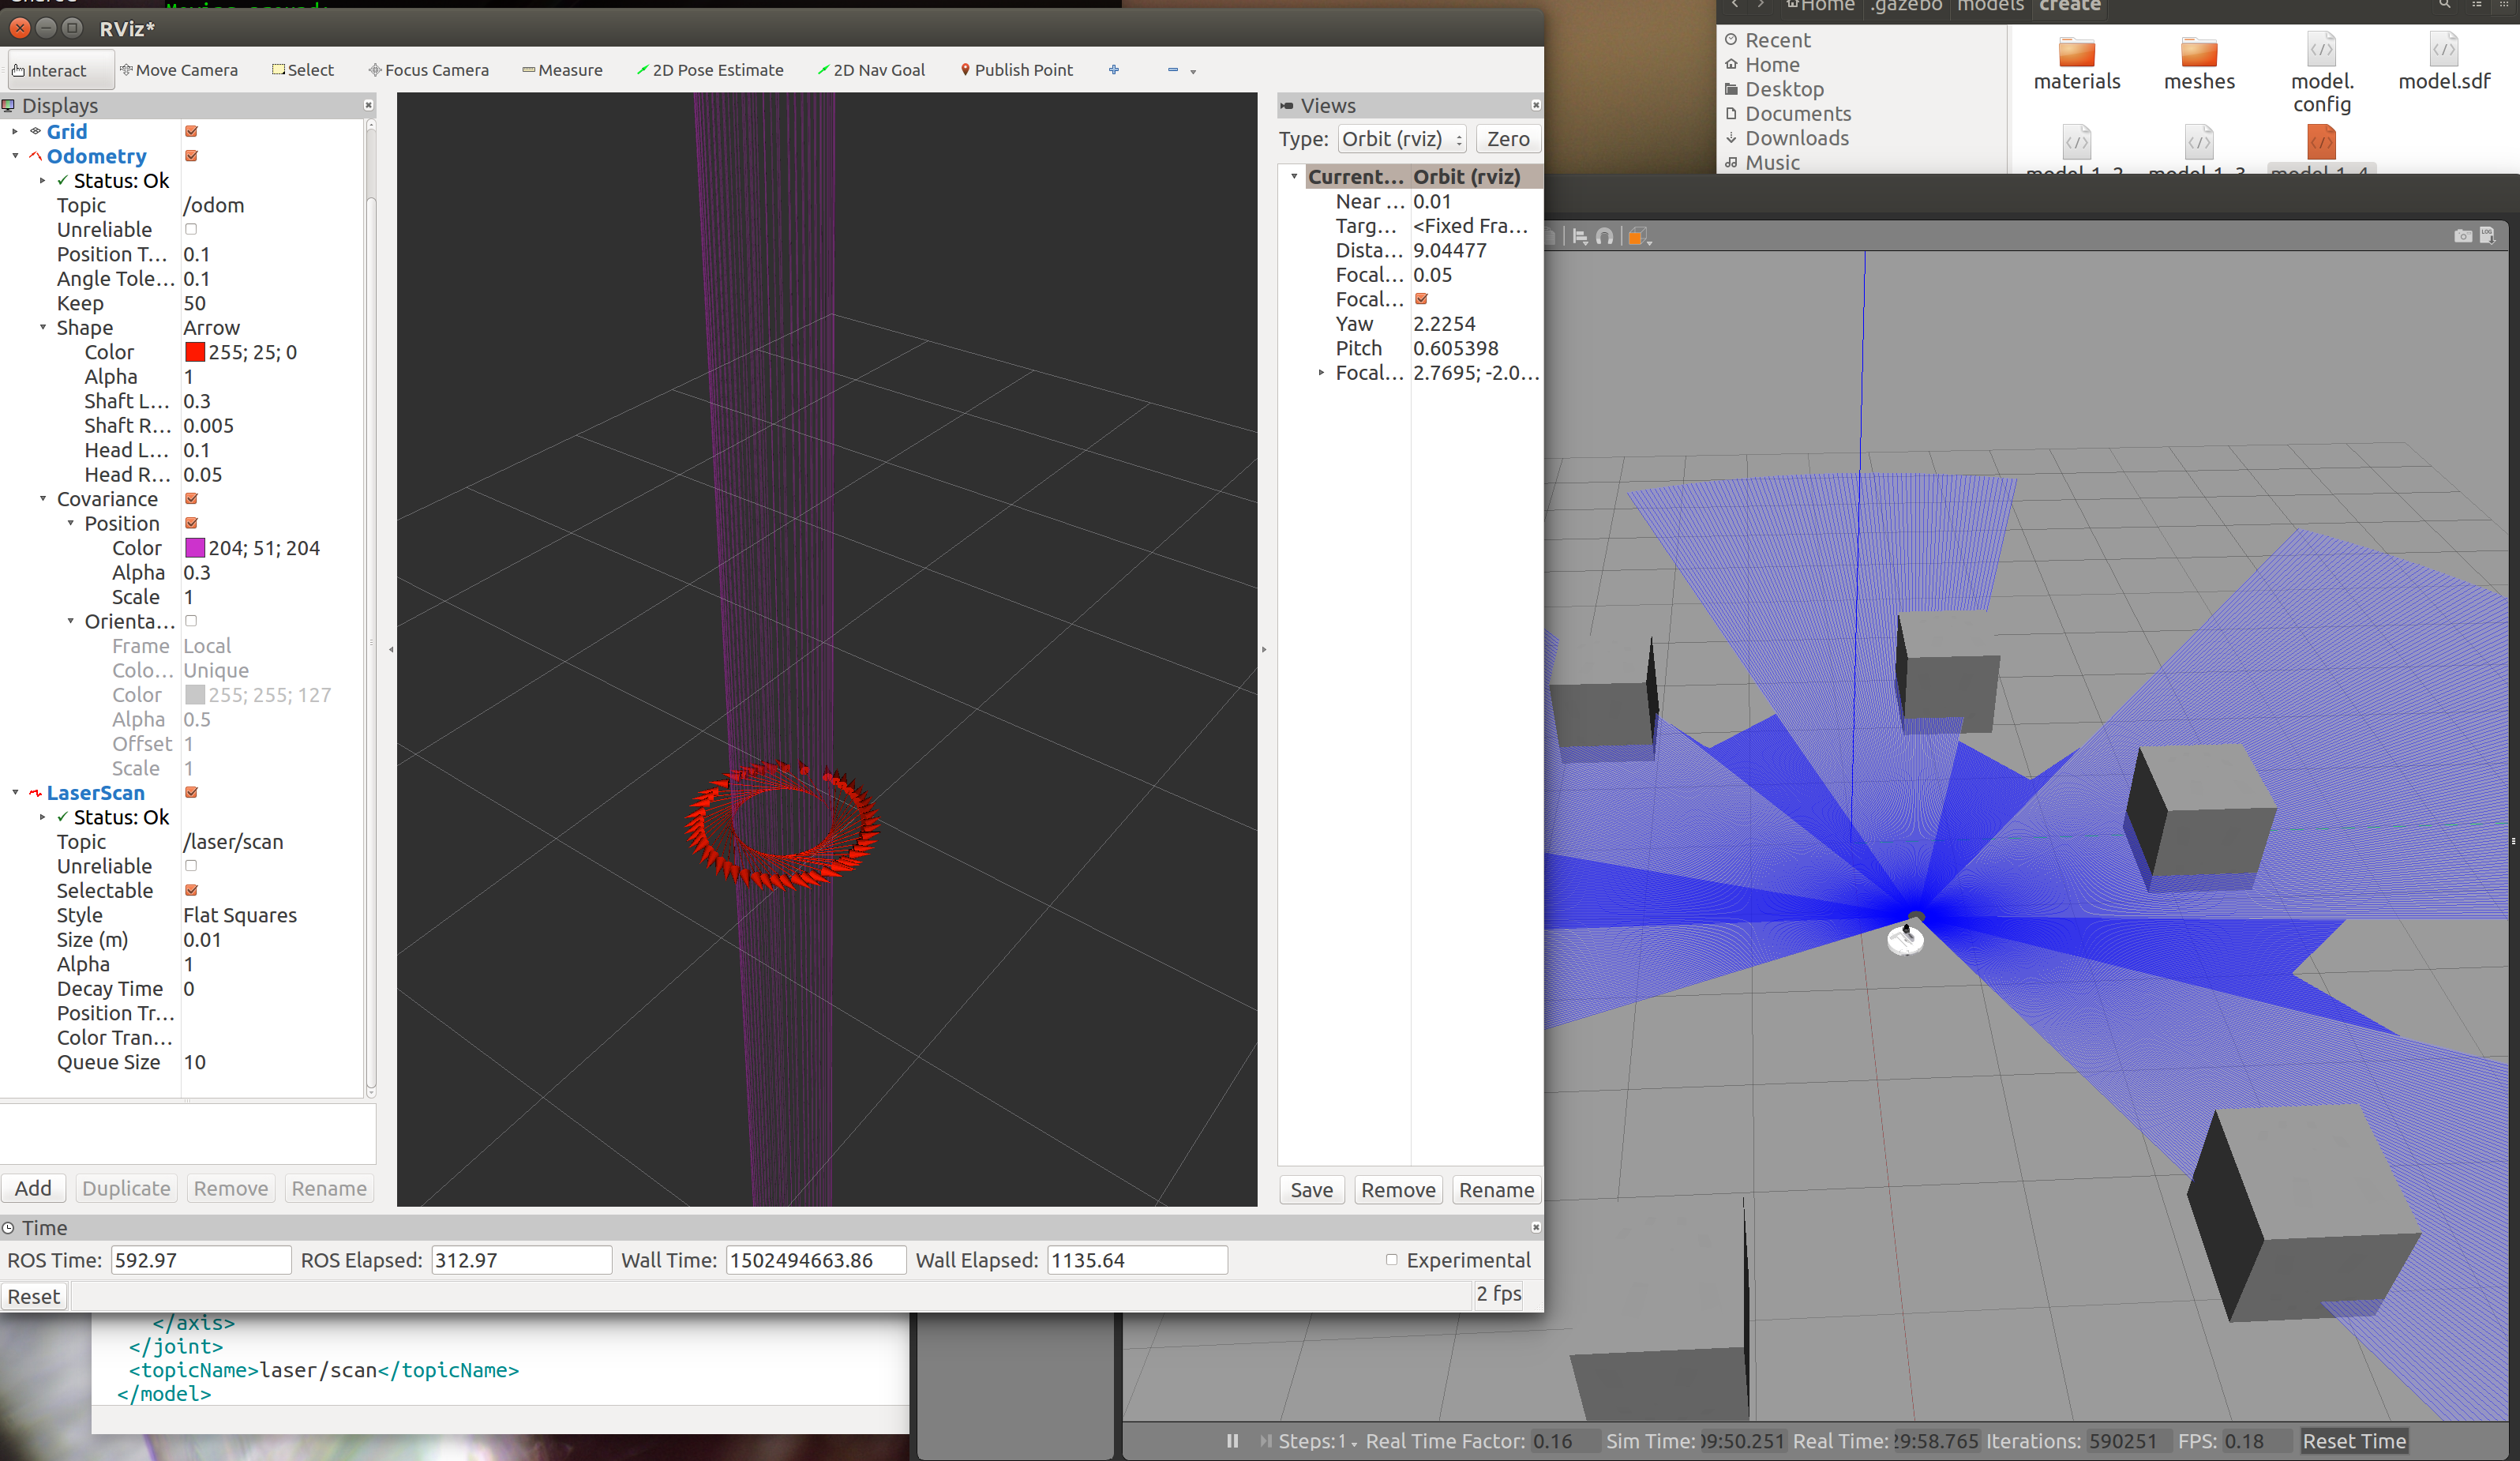 RViz*
Interact Move Camera Select Focus Camera Measure 2D Pose Estimate 2D Nav Goal Publish Point
Displays
Grid
Odometry
Status: Ok
Topic /odom
Unreliable
Position T... 0.1
Angle Tole... 0.1
Keep 50
Shape Arrow
Color 255; 25; 0
Alpha 1
Shaft L... 0.3
Shaft R... 0.005
Head L... 0.1
Head R... 0.05
Covariance
Position
Color 204; 51; 204
Alpha 0.3
Scale 1
Orienta...
Frame Local
Colo... Unique
Color 255; 255; 127
Alpha 0.5
Offset 1
Scale 1
LaserScan
Status: Ok
Topic /laser/scan
Unreliable
Selectable
Style Flat Squares
Size (m) 0.01
Alpha 1
Decay Time 0
Position Tr...
Color Tran...
Queue Size 10
Add Duplicate Remove Rename
Views
Type: Orbit (rviz) Zero
Current... Orbit (rviz)
Near ... 0.01
Targ... <Fixed Fra...
Dista... 9.04477
Focal... 0.05
Focal...
Yaw 2.2254
Pitch 0.605398
Focal... 2.7695; -2.0...
Save Remove Rename
Time
ROS Time: 592.97 ROS Elapsed: 312.97 Wall Time: 1502494663.86 Wall Elapsed: 1135.64 Experimental
Reset 2 fps
</axis>
</joint>
<topicName>laser/scan</topicName>
</model>
Home .gazebo models create
Recent
Home
Desktop
Documents
Downloads
Music
materials meshes model.config model.sdf
LOG
Steps: 1 Real Time Factor: 0.16 Sim Time: 9:50.251 Real Time: 9:58.765 Iterations: 590251 FPS: 0.18 Reset Time